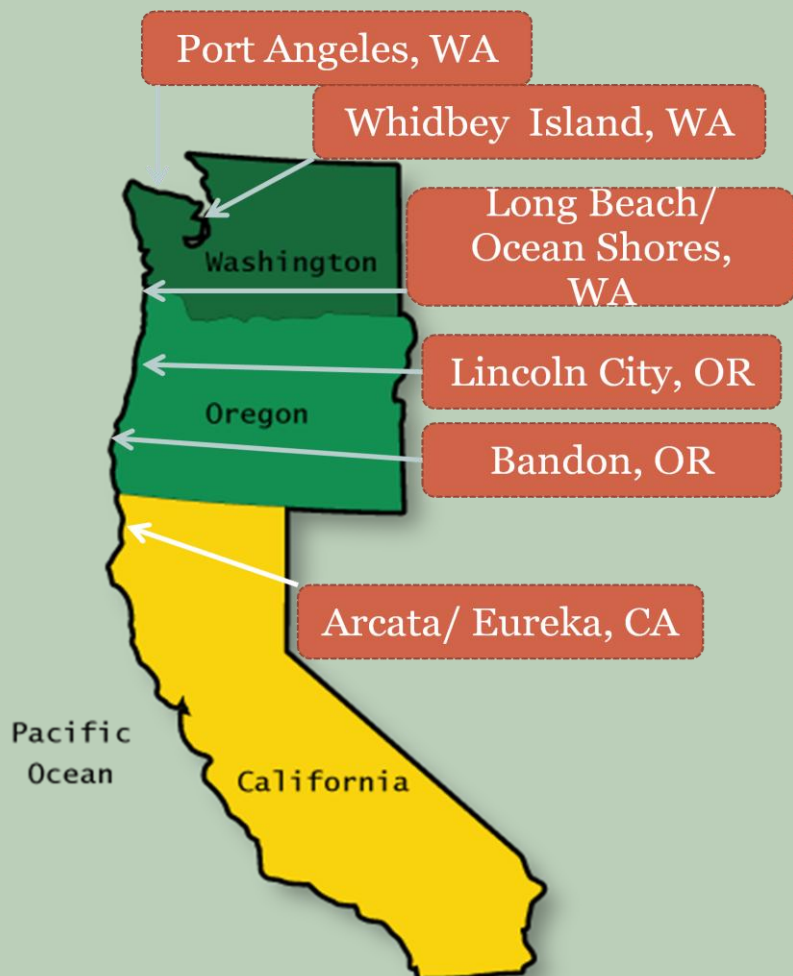 Port Angeles, WA
Whidbey Island, WA
Long Beach/
Ocean Shores,
WA
Washington
Lincoln City, OR
Oregon
Bandon, OR
Arcata/ Eureka, CA
Pacific
Ocean
California